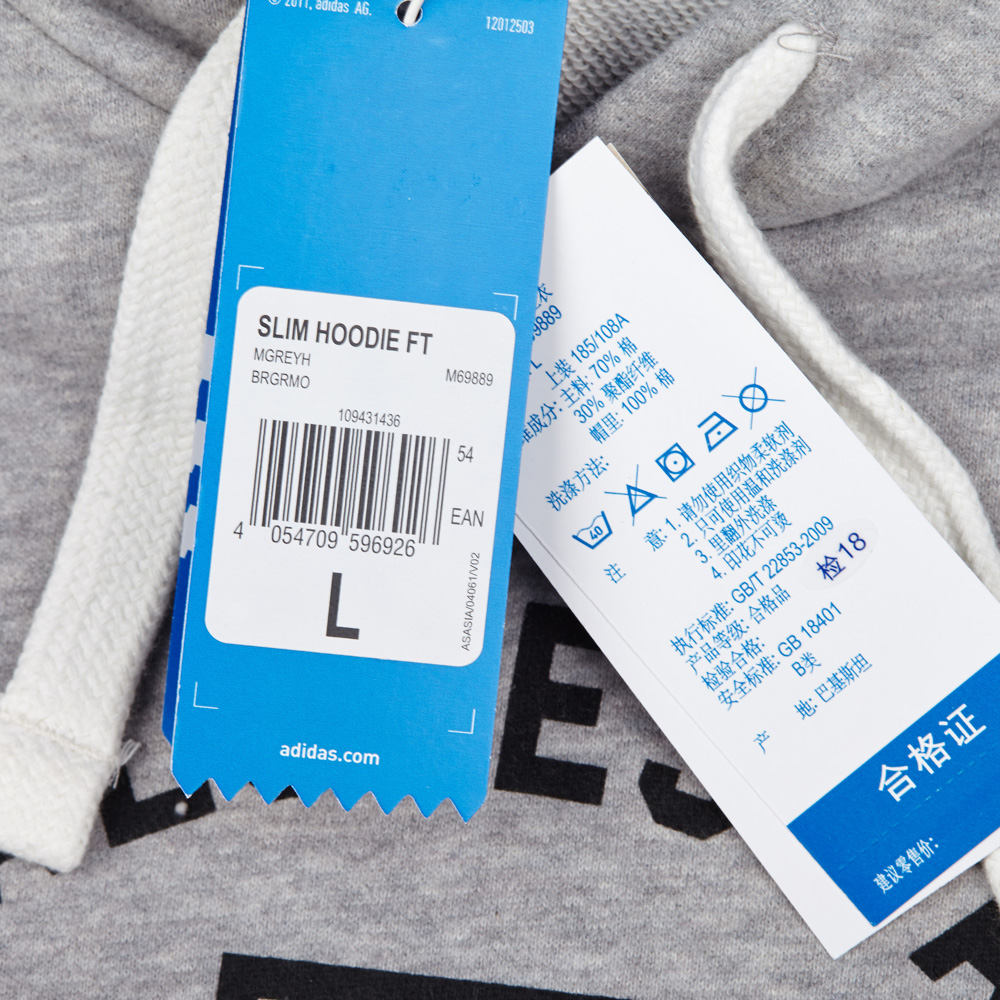 © 2011, adidas AG.
12012503
SLIM HOODIE FT
MGREYH
BRGRMO
M69889
109431436
54
EAN
4 054709 596926
L
ASASIA/04061/V02
adidas.com
衣
9889
L
上装 185/108A
成分: 主料: 70% 棉
30% 聚酯纤维
帽里: 100% 棉
洗涤方法:
40
注 意: 1. 请勿使用织物柔软剂
2. 只可使用温和洗涤剂
3. 里翻外洗涤
4. 印花不可烫
执行标准: GB/T 22853-2009
产品等级: 合格品
检验合格: 检18
安全标准: GB 18401
B类
产 地: 巴基斯坦
合格证
建议零售价: